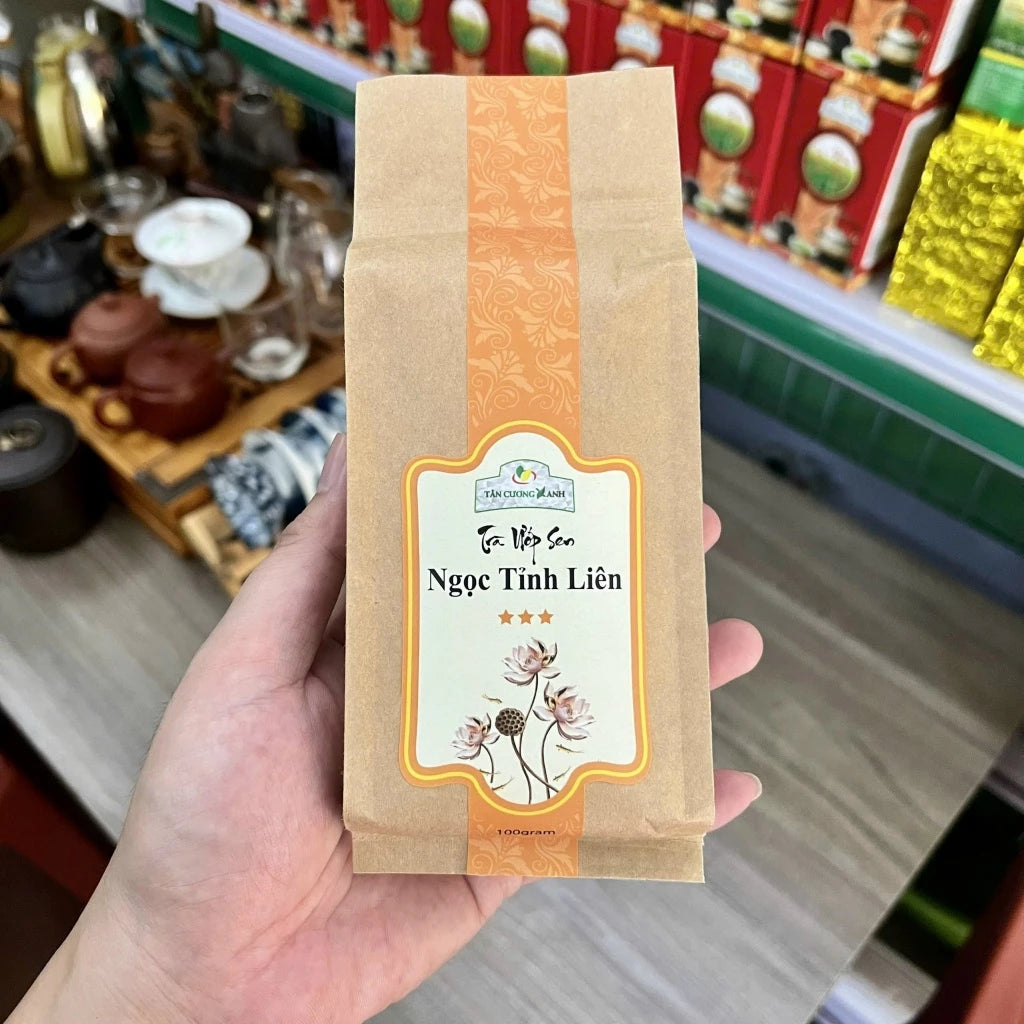 TÂN CƯƠNG XANH
Trà Ướp Sen
Ngọc Tỉnh Liên
100gram